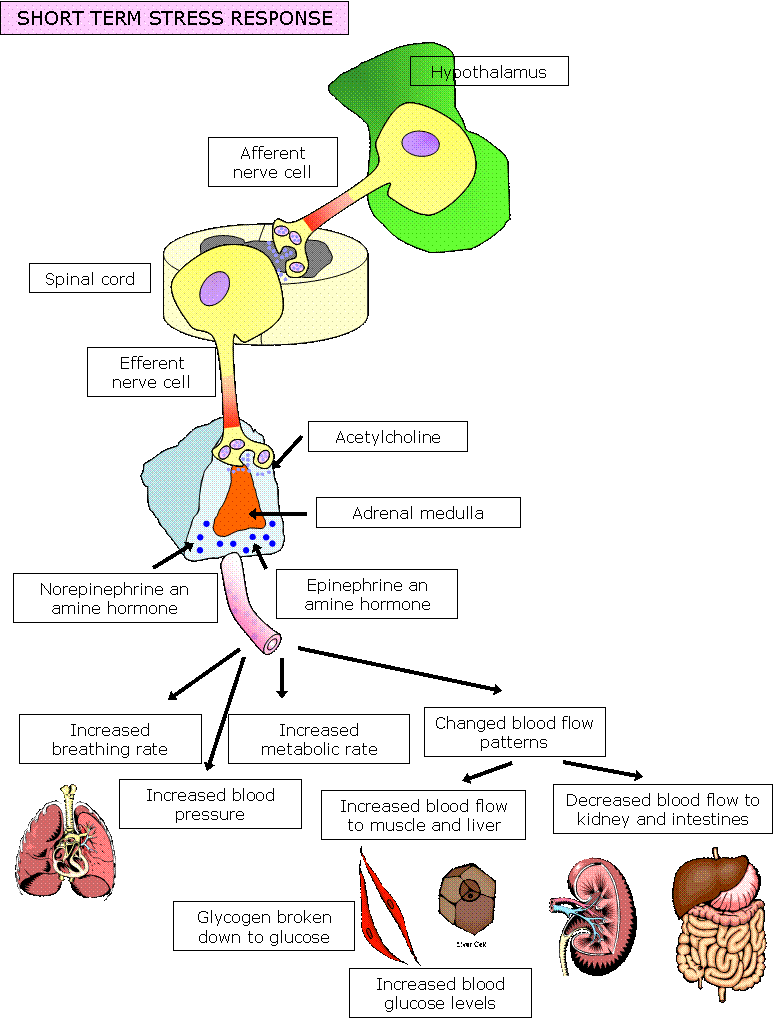 SHORT TERM STRESS RESPONSE
Hypothalamus
Afferent
nerve cell
Spinal cord
Efferent
nerve cell
Acetylcholine
Adrenal medulla
Norepinephrine an
amine hormone
Epinephrine an
amine hormone
Increased
breathing rate
Increased
metabolic rate
Changed blood flow
patterns
Increased blood
pressure
Increased blood flow
to muscle and liver
Decreased blood flow to
kidney and intestines
Glycogen broken
down to glucose
Liver Cell
Increased blood
glucose levels